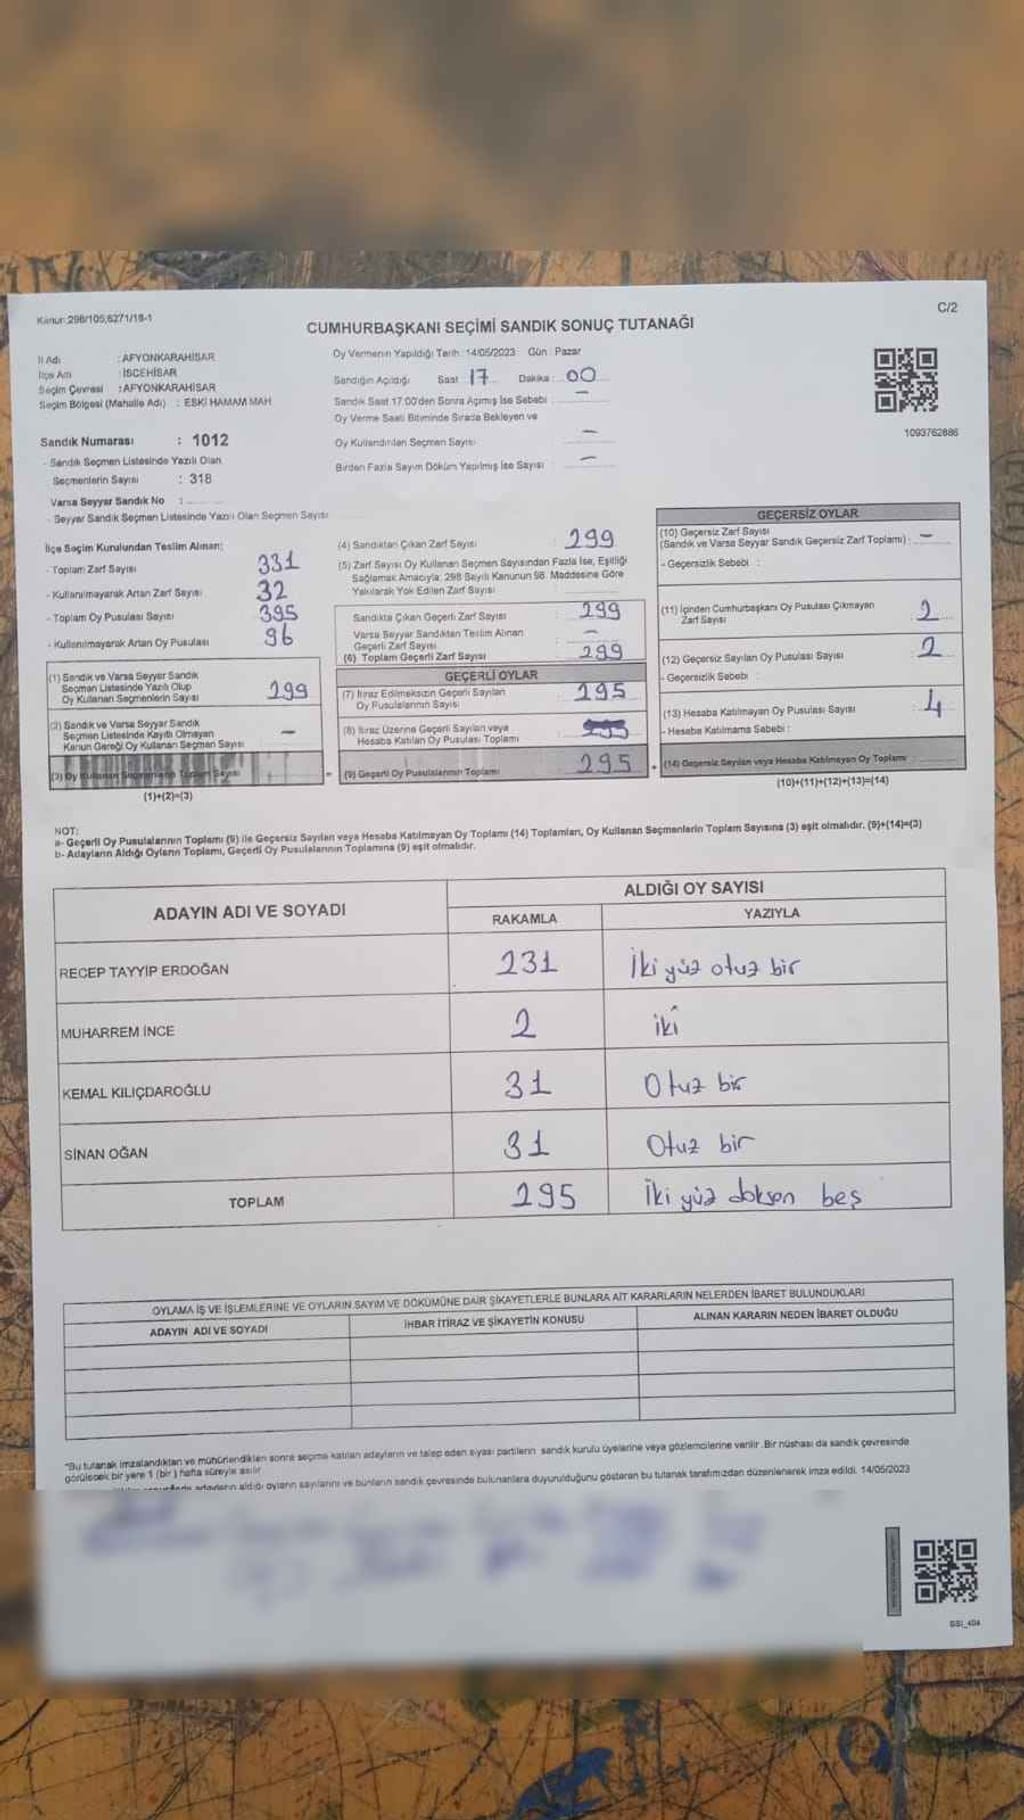 Kanun:298/105,6271/18-1
C/2
CUMHURBAŞKANI SEÇİMİ SANDIK SONUÇ TUTANAĞI
İl Adı : AFYONKARAHİSAR
İlçe Adı : İSCEHİSAR
Seçim Çevresi : AFYONKARAHİSAR
Seçim Bölgesi (Mahalle Adı) : ESKİ HAMAM MAH
Sandık Numarası : 1012
- Sandık Seçmen Listesinde Yazılı Olan
Seçmenlerin Sayısı : 318
Varsa Seyyar Sandık No :
- Seyyar Sandık Seçmen Listesinde Yazılı Olan Seçmen Sayısı
Oy Vermenin Yapıldığı Tarih :14/05/2023 Gün : Pazar
Sandığın Açıldığı Saat : 17 Dakika : 00
Sandık Saat 17:00'den Sonra Açılmış İse Sebebi : -
Oy Verme Saati Bitiminde Sırada Bekleyen ve
Oy Kullandırılan Seçmen Sayısı : -
Birden Fazla Sayım Döküm Yapılmış İse Sayısı : -
1093762886
İlçe Seçim Kurulundan Teslim Alınan:
- Toplam Zarf Sayısı 331
- Kullanılmayarak Artan Zarf Sayısı 32
- Toplam Oy Pusulası Sayısı 395
- Kullanılmayarak Artan Oy Pusulası 96
(1) Sandık ve Varsa Seyyar Sandık
Seçmen Listesinde Yazılı Olup
Oy Kullanan Seçmenlerin Sayısı 299
(2) Sandık ve Varsa Seyyar Sandık
Seçmen Listesinde Kayıtlı Olmayan
Kanun Gereği Oy Kullanan Seçmen Sayısı -
(3) Oy Kullanan Seçmenlerin Toplam Sayısı
(1)+(2)=(3)
(4) Sandıktan Çıkan Zarf Sayısı : 299
(5) Zarf Sayısı Oy Kullanan Seçmen Sayısından Fazla İse, Eşitliği
Sağlamak Amacıyla; 298 Sayılı Kanunun 98. Maddesine Göre
Yakılarak Yok Edilen Zarf Sayısı :
Sandıkta Çıkan Geçerli Zarf Sayısı : 299
Varsa Seyyar Sandıktan Teslim Alınan
Geçerli Zarf Sayısı : -
(6) Toplam Geçerli Zarf Sayısı : 299
GEÇERLİ OYLAR
(7) İtiraz Edilmeksizin Geçerli Sayılan
Oy Pusulalarının Sayısı : 295
(8) İtiraz Üzerine Geçerli Sayılan veya
Hesaba Katılan Oy Pusulası Toplamı :
= (9) Geçerli Oy Pusulalarının Toplamı 295 +
GEÇERSİZ OYLAR
(10) Geçersiz Zarf Sayısı
(Sandık ve Varsa Seyyar Sandık Geçersiz Zarf Toplamı) : -
- Geçersizlik Sebebi :
(11) İçinden Cumhurbaşkanı Oy Pusulası Çıkmayan
Zarf Sayısı 2
(12) Geçersiz Sayılan Oy Pusulası Sayısı 2
- Geçersizlik Sebebi :
(13) Hesaba Katılmayan Oy Pusulası Sayısı : 4
- Hesaba Katılmama Sebebi :
(14) Geçersiz Sayılan veya Hesaba Katılmayan Oy Toplamı
(10)+(11)+(12)+(13)=(14)
NOT:
a- Geçerli Oy Pusulalarının Toplamı (9) ile Geçersiz Sayılan veya Hesaba Katılmayan Oy Toplamı (14) Toplamları, Oy Kullanan Seçmenlerin Toplam Sayısına (3) eşit olmalıdır. (9)+(14)=(3)
b- Adayların Aldığı Oyların Toplamı, Geçerli Oy Pusulalarının Toplamına (9) eşit olmalıdır.
ADAYIN ADI VE SOYADI
ALDIĞI OY SAYISI
RAKAMLA YAZIYLA
RECEP TAYYİP ERDOĞAN 231 İki yüz otuz bir
MUHARREM İNCE 2 iki
KEMAL KILIÇDAROĞLU 31 Otuz bir
SİNAN OĞAN 31 Otuz bir
TOPLAM 295 İki yüz doksan beş
OYLAMA İŞ VE İŞLEMLERİNE VE OYLARIN SAYIM VE DÖKÜMÜNE DAİR ŞİKAYETLERLE BUNLARA AİT KARARLARIN NELERDEN İBARET BULUNDUKLARI
ADAYIN ADI VE SOYADI İHBAR İTİRAZ VE ŞİKAYETİN KONUSU ALINAN KARARIN NEDEN İBARET OLDUĞU
"Bu tutanak imzalandıktan ve mühürlendikten sonra seçime katılan adayların ve talep eden siyasi partilerin sandık kurulu üyelerine veya gözlemcilerine verilir .Bir nüshası da sandık çevresinde
görülecek bir yere 1 (bir ) hafta süreyle asılır
adayların aldığı oyların sayılarını ve bunların sandık çevresinde bulunanlara duyurulduğunu gösteren bu tutanak tarafımızdan düzenlenerek imza edildi. 14/05/2023